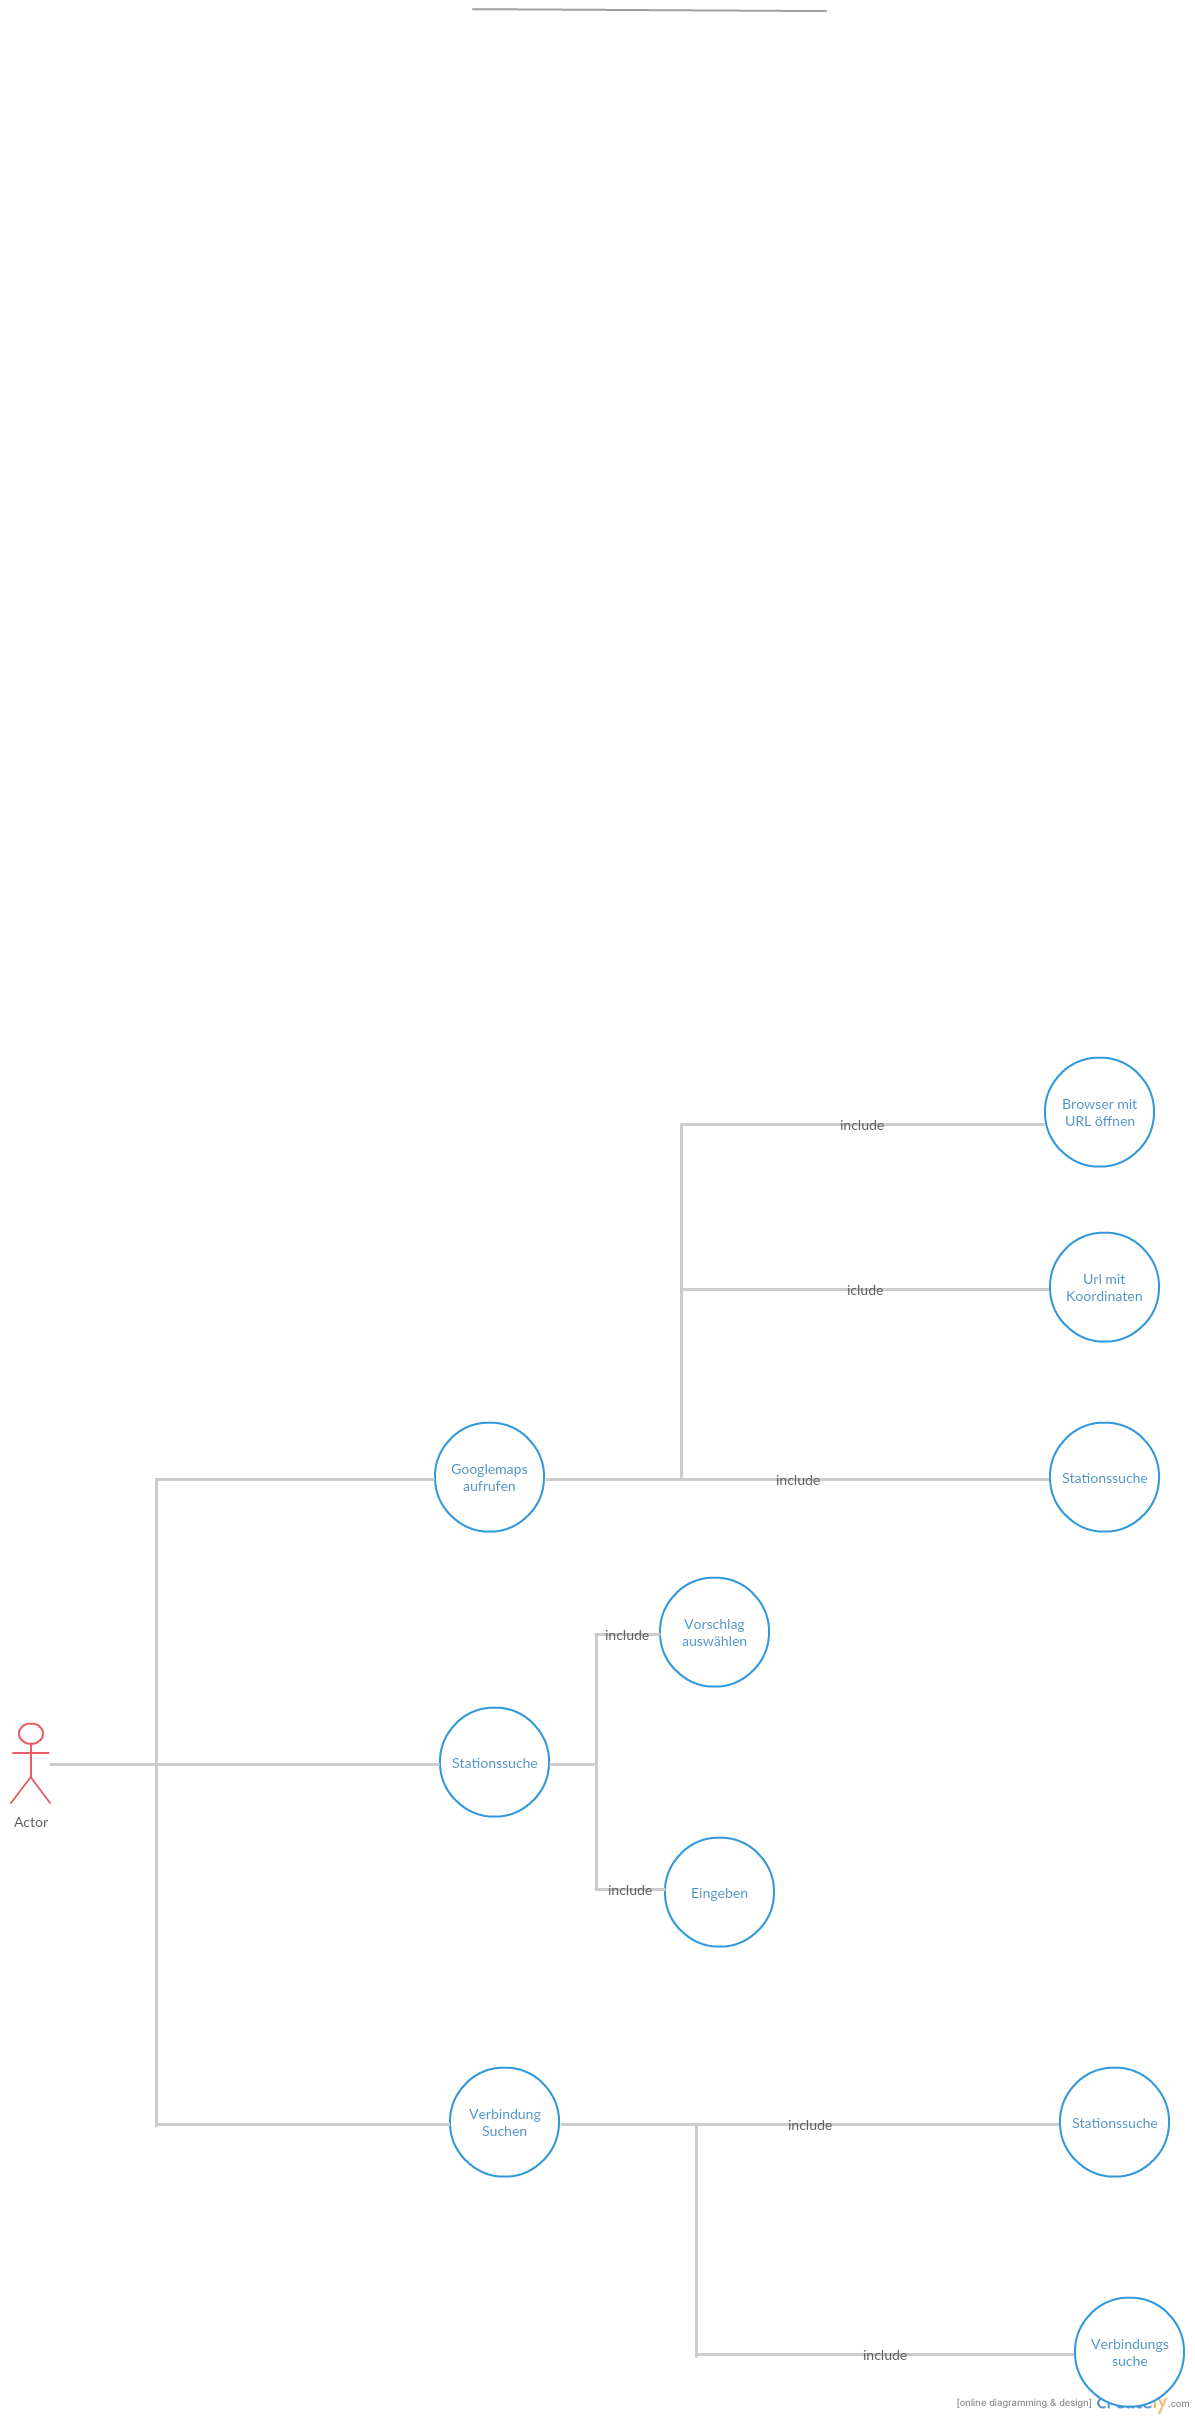 Browser mit
URL öffnen
include
Url mit
Koordinaten
iclude
Googlemaps
aufrufen
include
Stationssuche
Vorschlag
auswählen
include
Stationssuche
Actor
include
Eingeben
Verbindung
Suchen
include
Stationssuche
include
Verbindungs
suche
[online diagramming & design]
.com